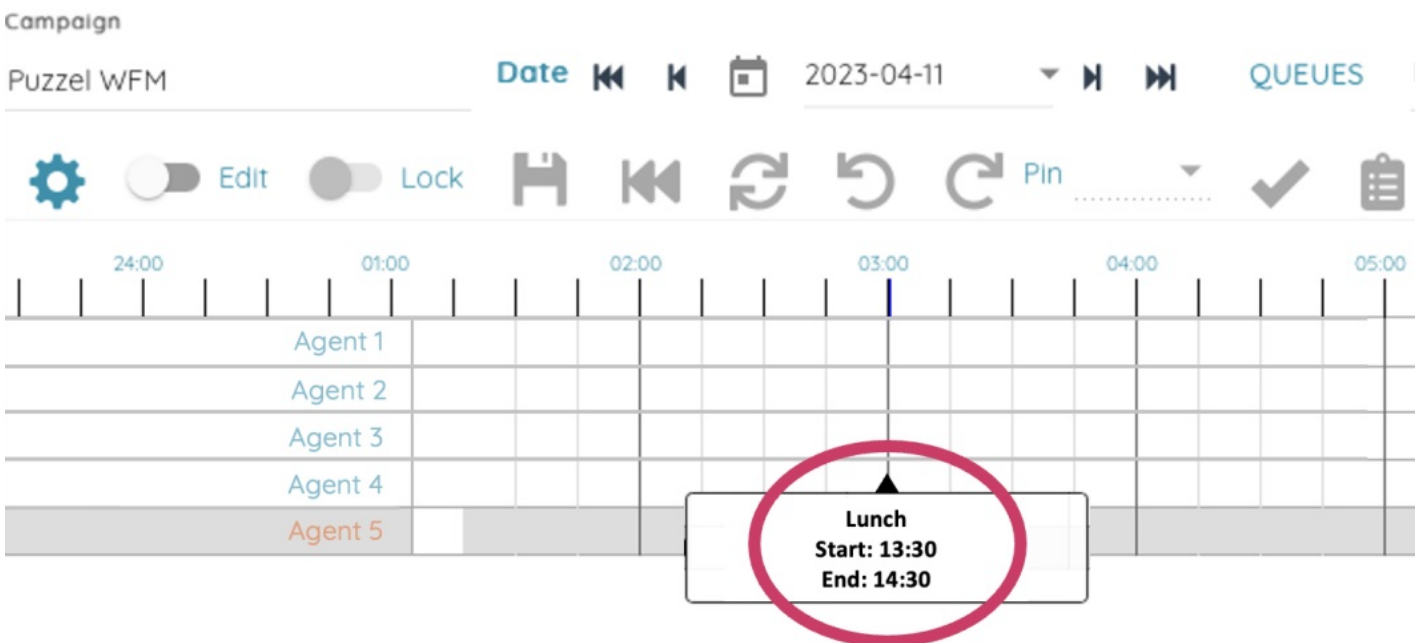 Campaign
Puzzel WFM Date 2023-04-11 QUEUES
Edit Lock Pin
24:00 01:00 02:00 03:00 04:00 05:00
Agent 1
Agent 2
Agent 3
Agent 4
Agent 5
Lunch
Start: 13:30
End: 14:30